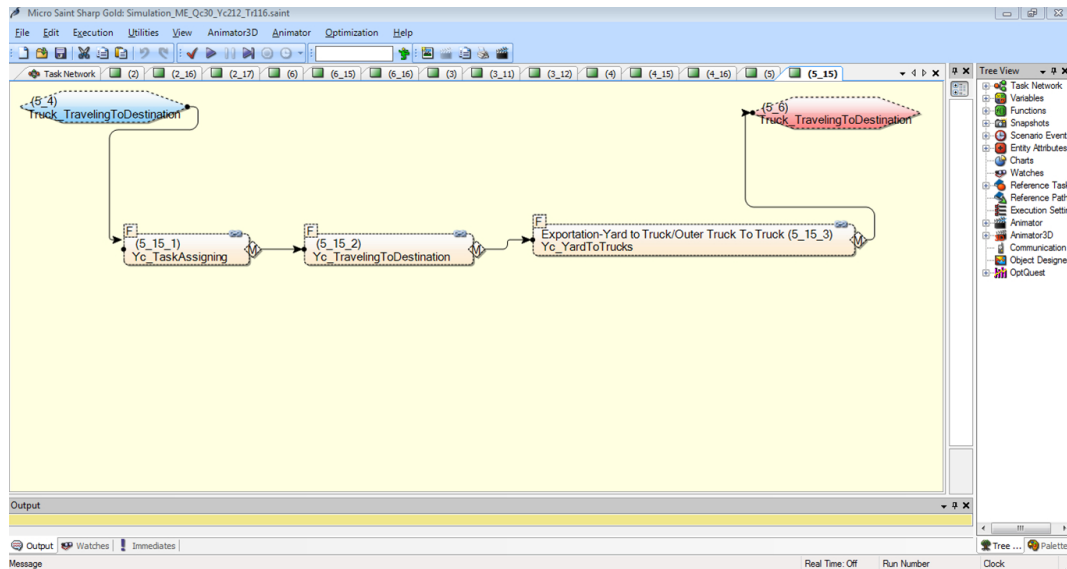 Micro Saint Sharp Gold: Simulation_ME_Qc30_Yc212_Tr116.saint
File Edit Execution Utilities View Animator3D Animator Optimization Help
Task Network (2) (2_16) (2_17) (6) (6_15) (6_16) (3) (3_11) (3_12) (4) (4_15) (4_16) (5) (5_15)
Tree View
(5_4)
Truck_TravelingToDestination
(5_6)
Truck_TravelingToDestination
F
(5_15_1)
Yc_TaskAssigning
M
F
(5_15_2)
Yc_TravelingToDestination
M
F
Exportation-Yard to Truck/Outer Truck To Truck (5_15_3)
Yc_YardToTrucks
M
Task Network
Variables
Functions
Snapshots
Scenario Event
Entity Attributes
Charts
Watches
Reference Task
Reference Path
Execution Setti
Animator
Animator3D
Communication
Object Designe
OptQuest
Output
Output Watches Immediates
Tree ... Palette
Message Real Time: Off Run Number Clock